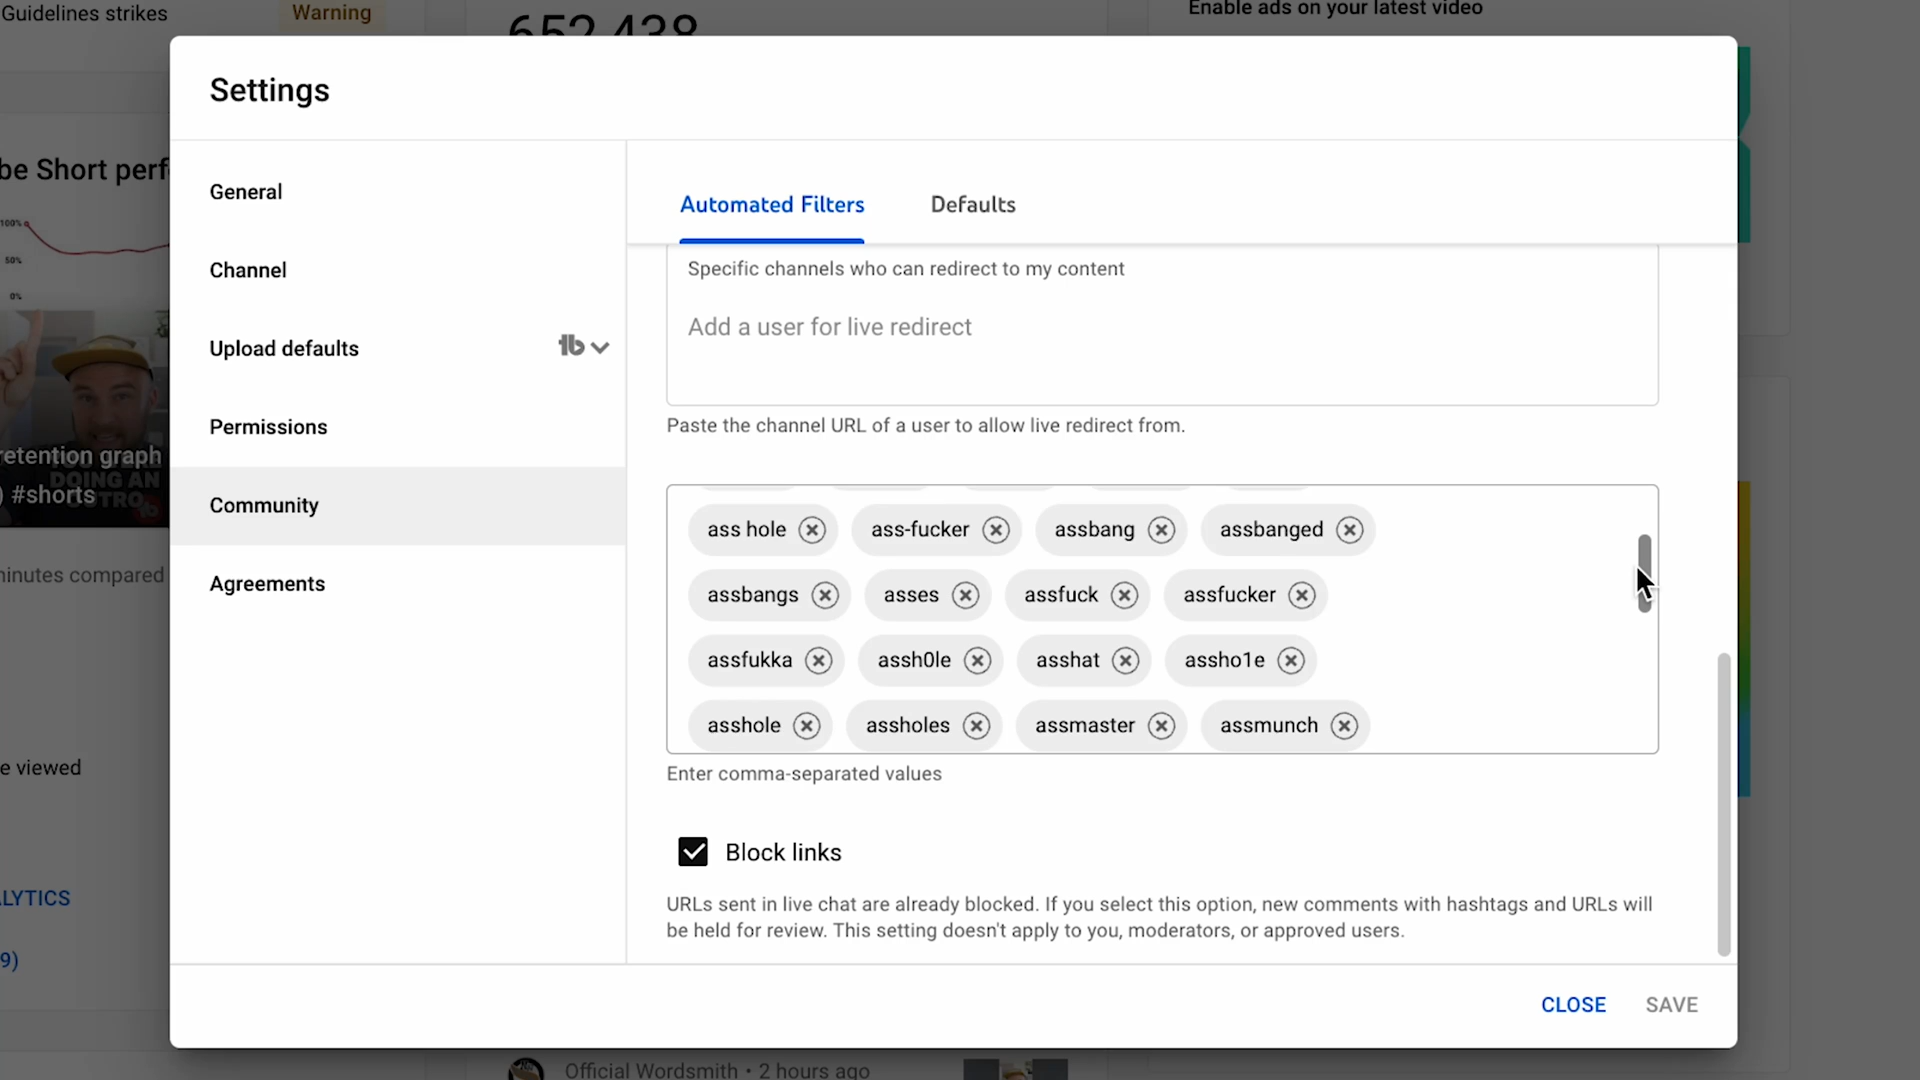 Guidelines strikes
Warning
652,438
Enable ads on your latest video
Settings
be Short perf
General
Automated Filters
Defaults
100%
50%
0%
Channel
Specific channels who can redirect to my content
Add a user for live redirect
Upload defaults
Permissions
Paste the channel URL of a user to allow live redirect from.
etention graph
DOING AN
) #shorts
TRO
Community
ass hole
ass-fucker
assbang
assbanged
Agreements
assbangs
asses
assfuck
assfucker
inutes compared
assfukka
assh0le
asshat
assho1e
asshole
assholes
assmaster
assmunch
e viewed
Enter comma-separated values
Block links
LYTICS
URLs sent in live chat are already blocked. If you select this option, new comments with hashtags and URLs will
be held for review. This setting doesn't apply to you, moderators, or approved users.
9)
CLOSE
SAVE
Official Wordsmith • 2 hours ago